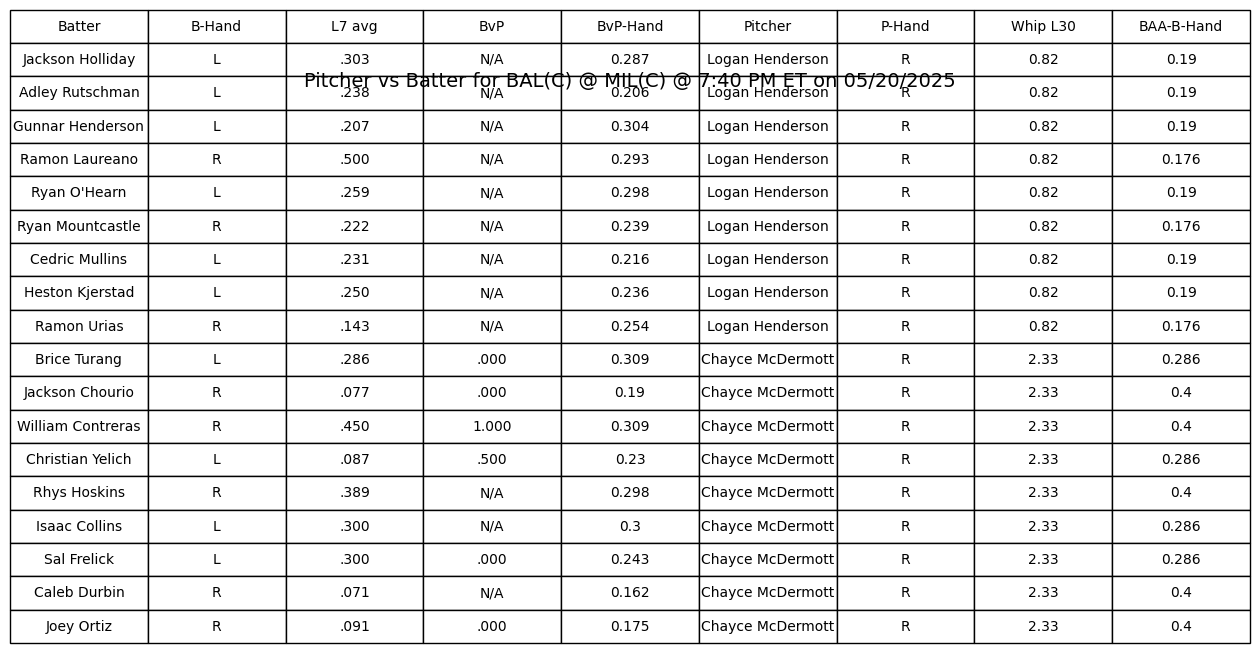 Batter B-Hand L7 avg BvP BvP-Hand Pitcher P-Hand Whip L30 BAA-B-Hand
Jackson Holliday L .303 N/A 0.287 Logan Henderson R 0.82 0.19
Pitcher vs Batter for BAL(C) @ MIL(C) @ 7:40 PM ET on 05/20/2025
Adley Rutschman L .238 N/A 0.206 Logan Henderson R 0.82 0.19
Gunnar Henderson L .207 N/A 0.304 Logan Henderson R 0.82 0.19
Ramon Laureano R .500 N/A 0.293 Logan Henderson R 0.82 0.176
Ryan O'Hearn L .259 N/A 0.298 Logan Henderson R 0.82 0.19
Ryan Mountcastle R .222 N/A 0.239 Logan Henderson R 0.82 0.176
Cedric Mullins L .231 N/A 0.216 Logan Henderson R 0.82 0.19
Heston Kjerstad L .250 N/A 0.236 Logan Henderson R 0.82 0.19
Ramon Urias R .143 N/A 0.254 Logan Henderson R 0.82 0.176
Brice Turang L .286 .000 0.309 Chayce McDermott R 2.33 0.286
Jackson Chourio R .077 .000 0.19 Chayce McDermott R 2.33 0.4
William Contreras R .450 1.000 0.309 Chayce McDermott R 2.33 0.4
Christian Yelich L .087 .500 0.23 Chayce McDermott R 2.33 0.286
Rhys Hoskins R .389 N/A 0.298 Chayce McDermott R 2.33 0.4
Isaac Collins L .300 N/A 0.3 Chayce McDermott R 2.33 0.286
Sal Frelick L .300 .000 0.243 Chayce McDermott R 2.33 0.286
Caleb Durbin R .071 N/A 0.162 Chayce McDermott R 2.33 0.4
Joey Ortiz R .091 .000 0.175 Chayce McDermott R 2.33 0.4